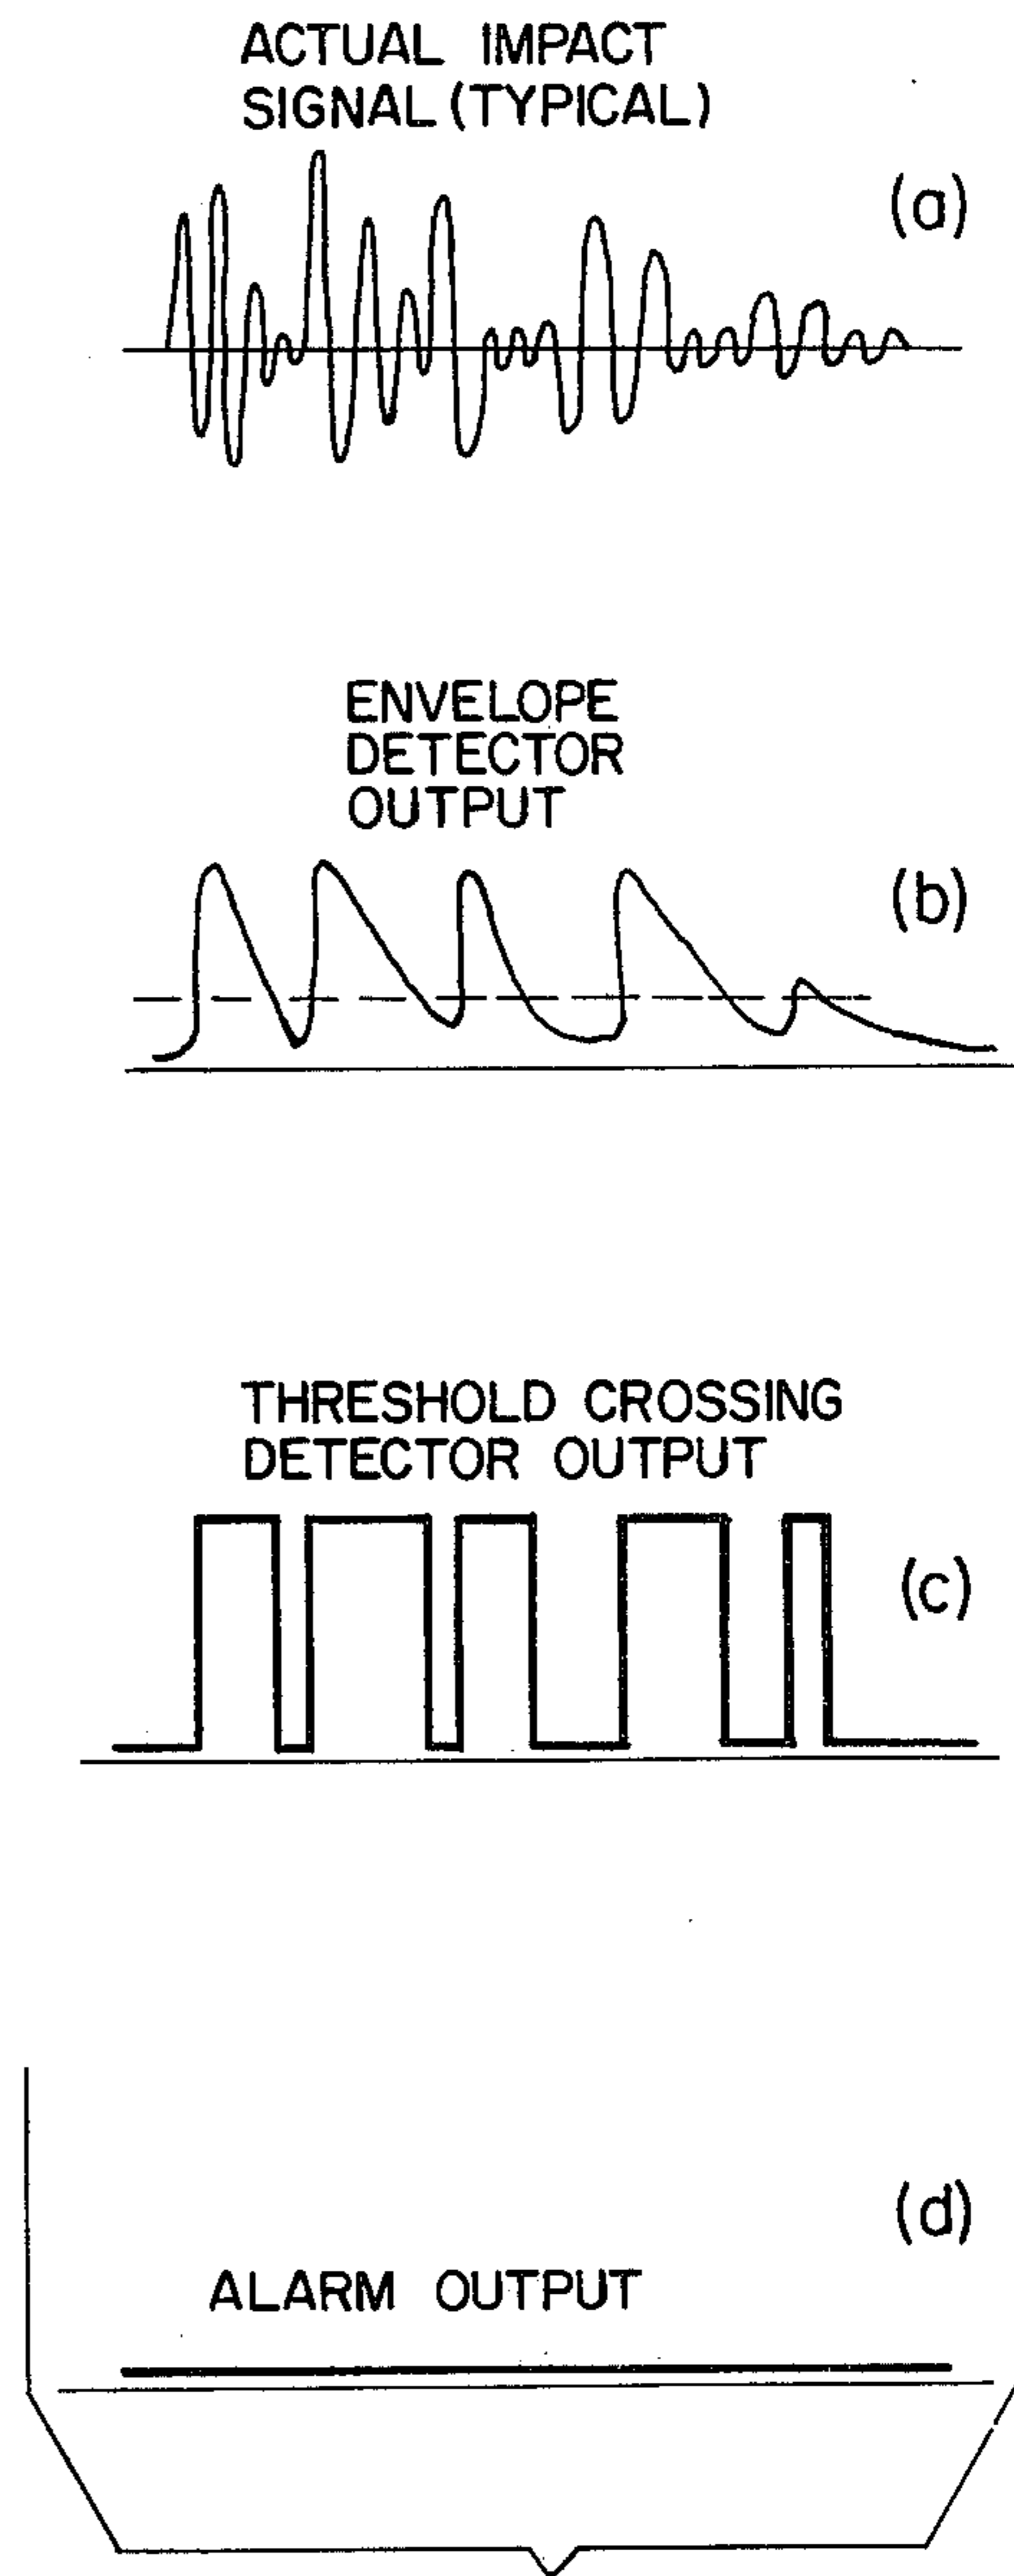 ACTUAL IMPACT
SIGNAL (TYPICAL)
(a)
ENVELOPE
DETECTOR
OUTPUT
(b)
THRESHOLD CROSSING
DETECTOR OUTPUT
(c)
(d)
ALARM OUTPUT